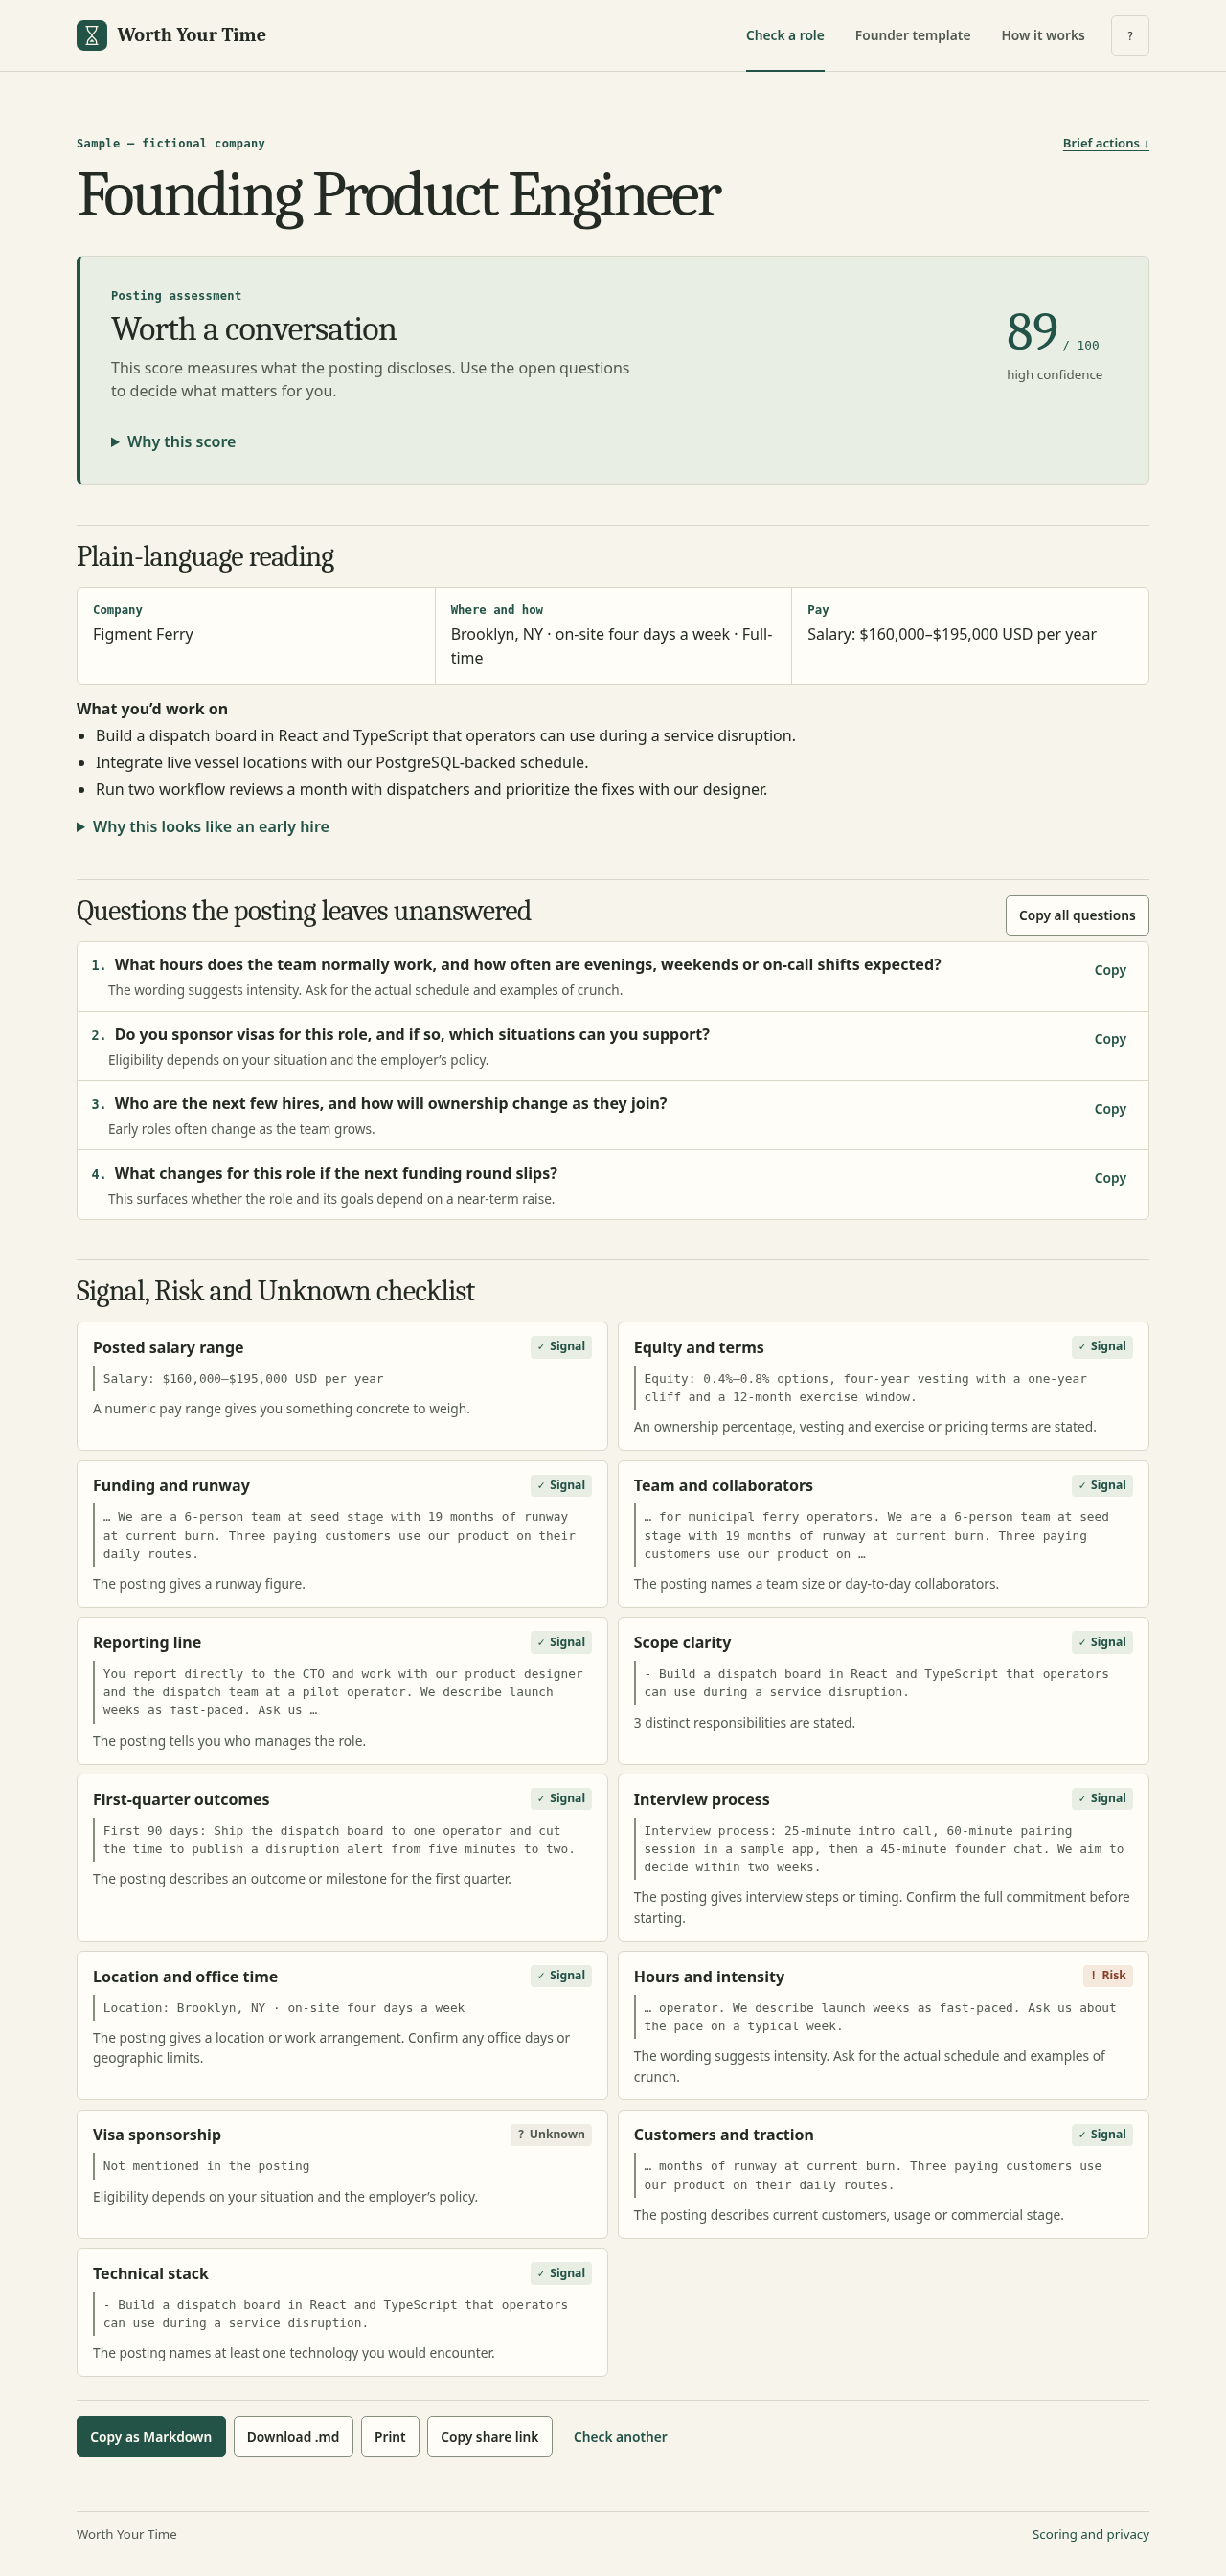 Worth Your Time
Check a role
Founder template
How it works
?
Sample — fictional company
Brief actions ↓
Founding Product Engineer
Posting assessment
Worth a conversation
This score measures what the posting discloses. Use the open questions
to decide what matters for you.
89 / 100
high confidence
▶ Why this score
Plain-language reading
Company
Figment Ferry
Where and how
Brooklyn, NY · on-site four days a week · Full-
time
Pay
Salary: $160,000–$195,000 USD per year
What you’d work on
• Build a dispatch board in React and TypeScript that operators can use during a service disruption.
• Integrate live vessel locations with our PostgreSQL-backed schedule.
• Run two workflow reviews a month with dispatchers and prioritize the fixes with our designer.
▶ Why this looks like an early hire
Questions the posting leaves unanswered
Copy all questions
1. What hours does the team normally work, and how often are evenings, weekends or on-call shifts expected?
The wording suggests intensity. Ask for the actual schedule and examples of crunch.
Copy
2. Do you sponsor visas for this role, and if so, which situations can you support?
Eligibility depends on your situation and the employer’s policy.
Copy
3. Who are the next few hires, and how will ownership change as they join?
Early roles often change as the team grows.
Copy
4. What changes for this role if the next funding round slips?
This surfaces whether the role and its goals depend on a near-term raise.
Copy
Signal, Risk and Unknown checklist
Posted salary range
✓ Signal
Salary: $160,000–$195,000 USD per year
A numeric pay range gives you something concrete to weigh.
Equity and terms
✓ Signal
Equity: 0.4%–0.8% options, four-year vesting with a one-year
cliff and a 12-month exercise window.
An ownership percentage, vesting and exercise or pricing terms are stated.
Funding and runway
✓ Signal
… We are a 6-person team at seed stage with 19 months of runway
at current burn. Three paying customers use our product on their
daily routes.
The posting gives a runway figure.
Team and collaborators
✓ Signal
… for municipal ferry operators. We are a 6-person team at seed
stage with 19 months of runway at current burn. Three paying
customers use our product on …
The posting names a team size or day-to-day collaborators.
Reporting line
✓ Signal
You report directly to the CTO and work with our product designer
and the dispatch team at a pilot operator. We describe launch
weeks as fast-paced. Ask us …
The posting tells you who manages the role.
Scope clarity
✓ Signal
- Build a dispatch board in React and TypeScript that operators
can use during a service disruption.
3 distinct responsibilities are stated.
First-quarter outcomes
✓ Signal
First 90 days: Ship the dispatch board to one operator and cut
the time to publish a disruption alert from five minutes to two.
The posting describes an outcome or milestone for the first quarter.
Interview process
✓ Signal
Interview process: 25-minute intro call, 60-minute pairing
session in a sample app, then a 45-minute founder chat. We aim to
decide within two weeks.
The posting gives interview steps or timing. Confirm the full commitment before
starting.
Location and office time
✓ Signal
Location: Brooklyn, NY · on-site four days a week
The posting gives a location or work arrangement. Confirm any office days or
geographic limits.
Hours and intensity
! Risk
… operator. We describe launch weeks as fast-paced. Ask us about
the pace on a typical week.
The wording suggests intensity. Ask for the actual schedule and examples of
crunch.
Visa sponsorship
? Unknown
Not mentioned in the posting
Eligibility depends on your situation and the employer’s policy.
Customers and traction
✓ Signal
… months of runway at current burn. Three paying customers use
our product on their daily routes.
The posting describes current customers, usage or commercial stage.
Technical stack
✓ Signal
- Build a dispatch board in React and TypeScript that operators
can use during a service disruption.
The posting names at least one technology you would encounter.
Copy as Markdown
Download .md
Print
Copy share link
Check another
Worth Your Time
Scoring and privacy